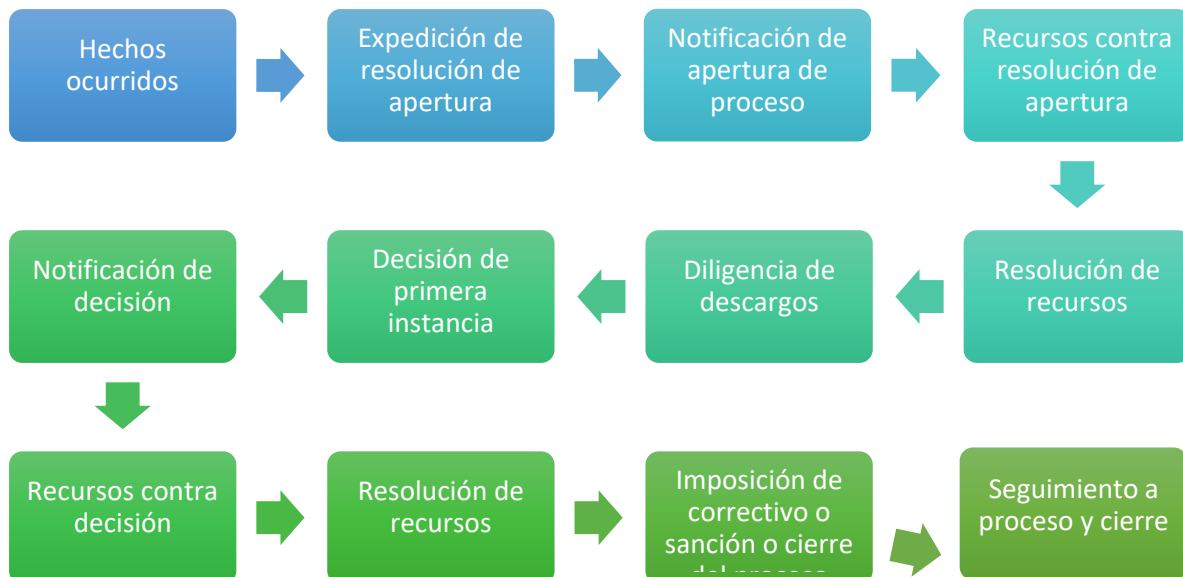 Hechos
ocurridos
Expedición de
resolución de
apertura
Notificación de
apertura de
proceso
Recursos contra
resolución de
apertura
Resolución de
recursos
Diligencia de
descargos
Decisión de
primera
instancia
Notificación de
decisión
Recursos contra
decisión
Resolución de
recursos
Imposición de
correctivo o
sanción o cierre
del proceso
Seguimiento a
proceso y cierre